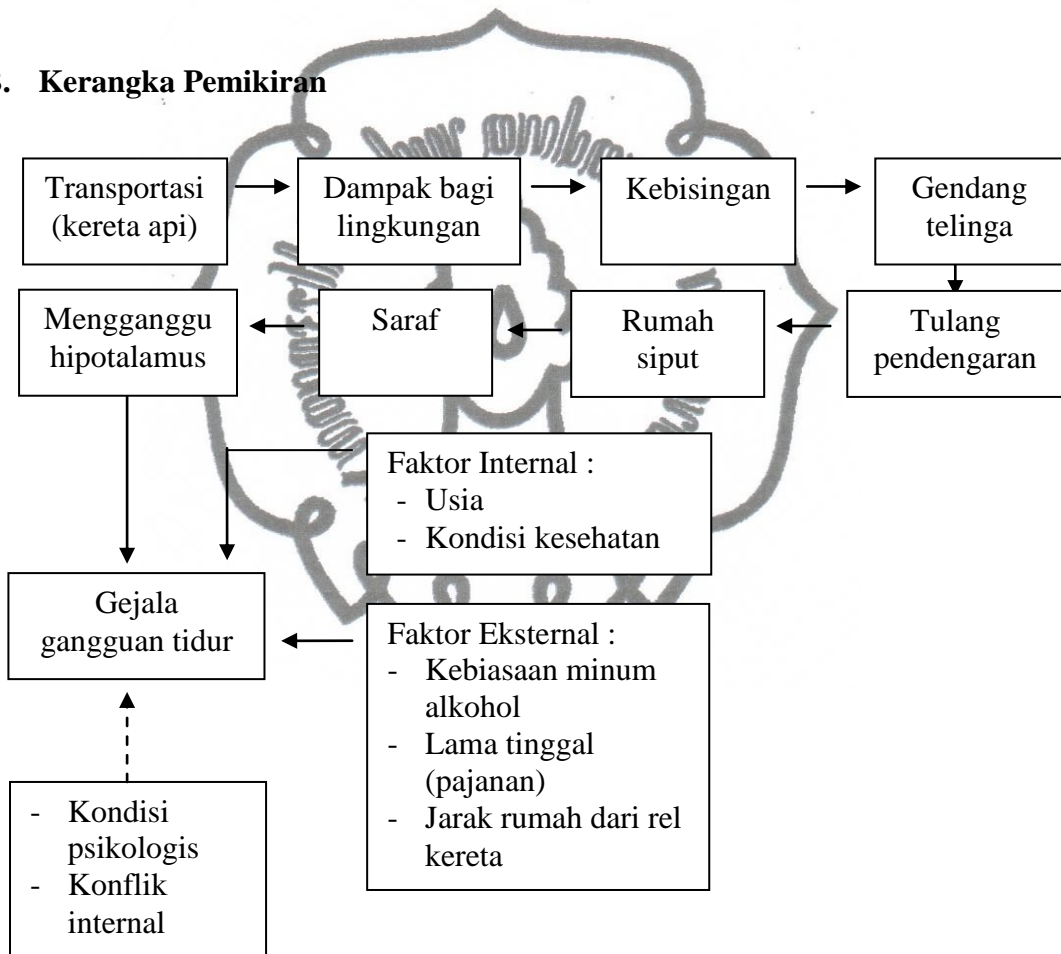 . Kerangka Pemikiran
Transportasi
(kereta api)
Dampak bagi
lingkungan
Kebisingan
Gendang
telinga
Mengganggu
hipotalamus
Saraf
Rumah
siput
Tulang
pendengaran
Faktor Internal :
- Usia
- Kondisi kesehatan
Gejala
gangguan tidur
Faktor Eksternal :
- Kebiasaan minum
alkohol
- Lama tinggal
(pajanan)
- Jarak rumah dari rel
kereta
- Kondisi
psikologis
- Konflik
internal